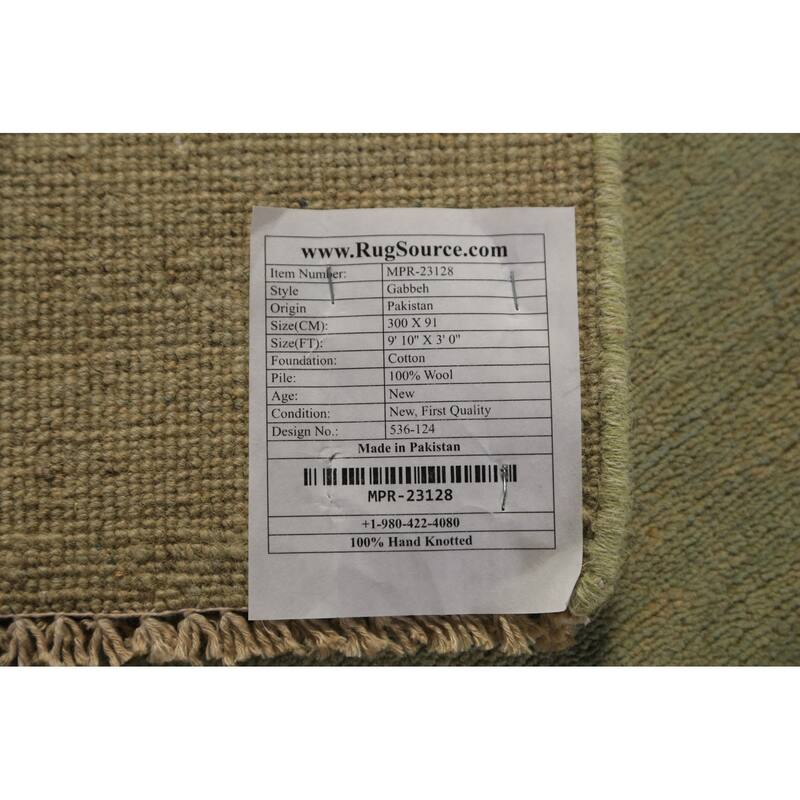 www.RugSource.com
Item Number: MPR-23128
Style Gabbeh
Origin Pakistan
Size(CM): 300 X 91
Size(FT): 9' 10" X 3' 0"
Foundation: Cotton
Pile: 100% Wool
Age: New
Condition: New, First Quality
Design No.: 536-124
Made in Pakistan
MPR-23128
+1-980-422-4080
100% Hand Knotted